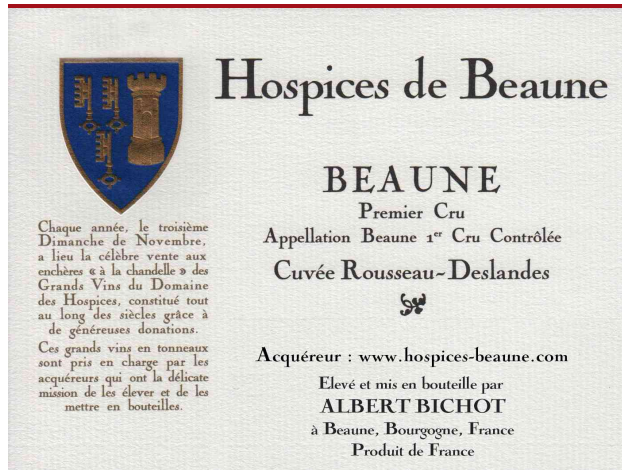 Hospices de Beaune
BEAUNE
Premier Cru
Appellation Beaune 1er Cru Contrôlée
Cuvée Rousseau-Deslandes
Acquéreur : www.hospices-beaune.com
Elevé et mis en bouteille par
ALBERT BICHOT
à Beaune, Bourgogne, France
Produit de France
Chaque année, le troisième
Dimanche de Novembre,
a lieu la célèbre vente aux
enchères « à la chandelle » des
Grands Vins du Domaine
des Hospices, constitué tout
au long des siècles grâce à
de généreuses donations.
Ces grands vins en tonneaux
sont pris en charge par les
acquéreurs qui ont la délicate
mission de les élever et de les
mettre en bouteilles.